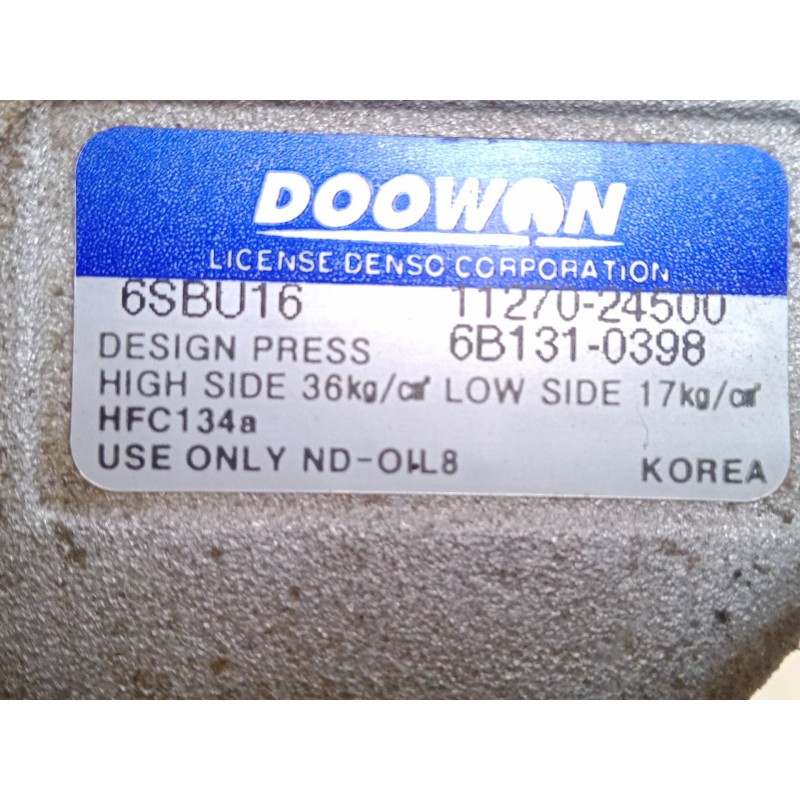 DOOWON
LICENSE DENSO CORPORATION
6SBU16 11270-24500
DESIGN PRESS 6B131-0398
HIGH SIDE 36kg/㎠ LOW SIDE 17kg/㎠
HFC134a
USE ONLY ND-OIL8 KOREA